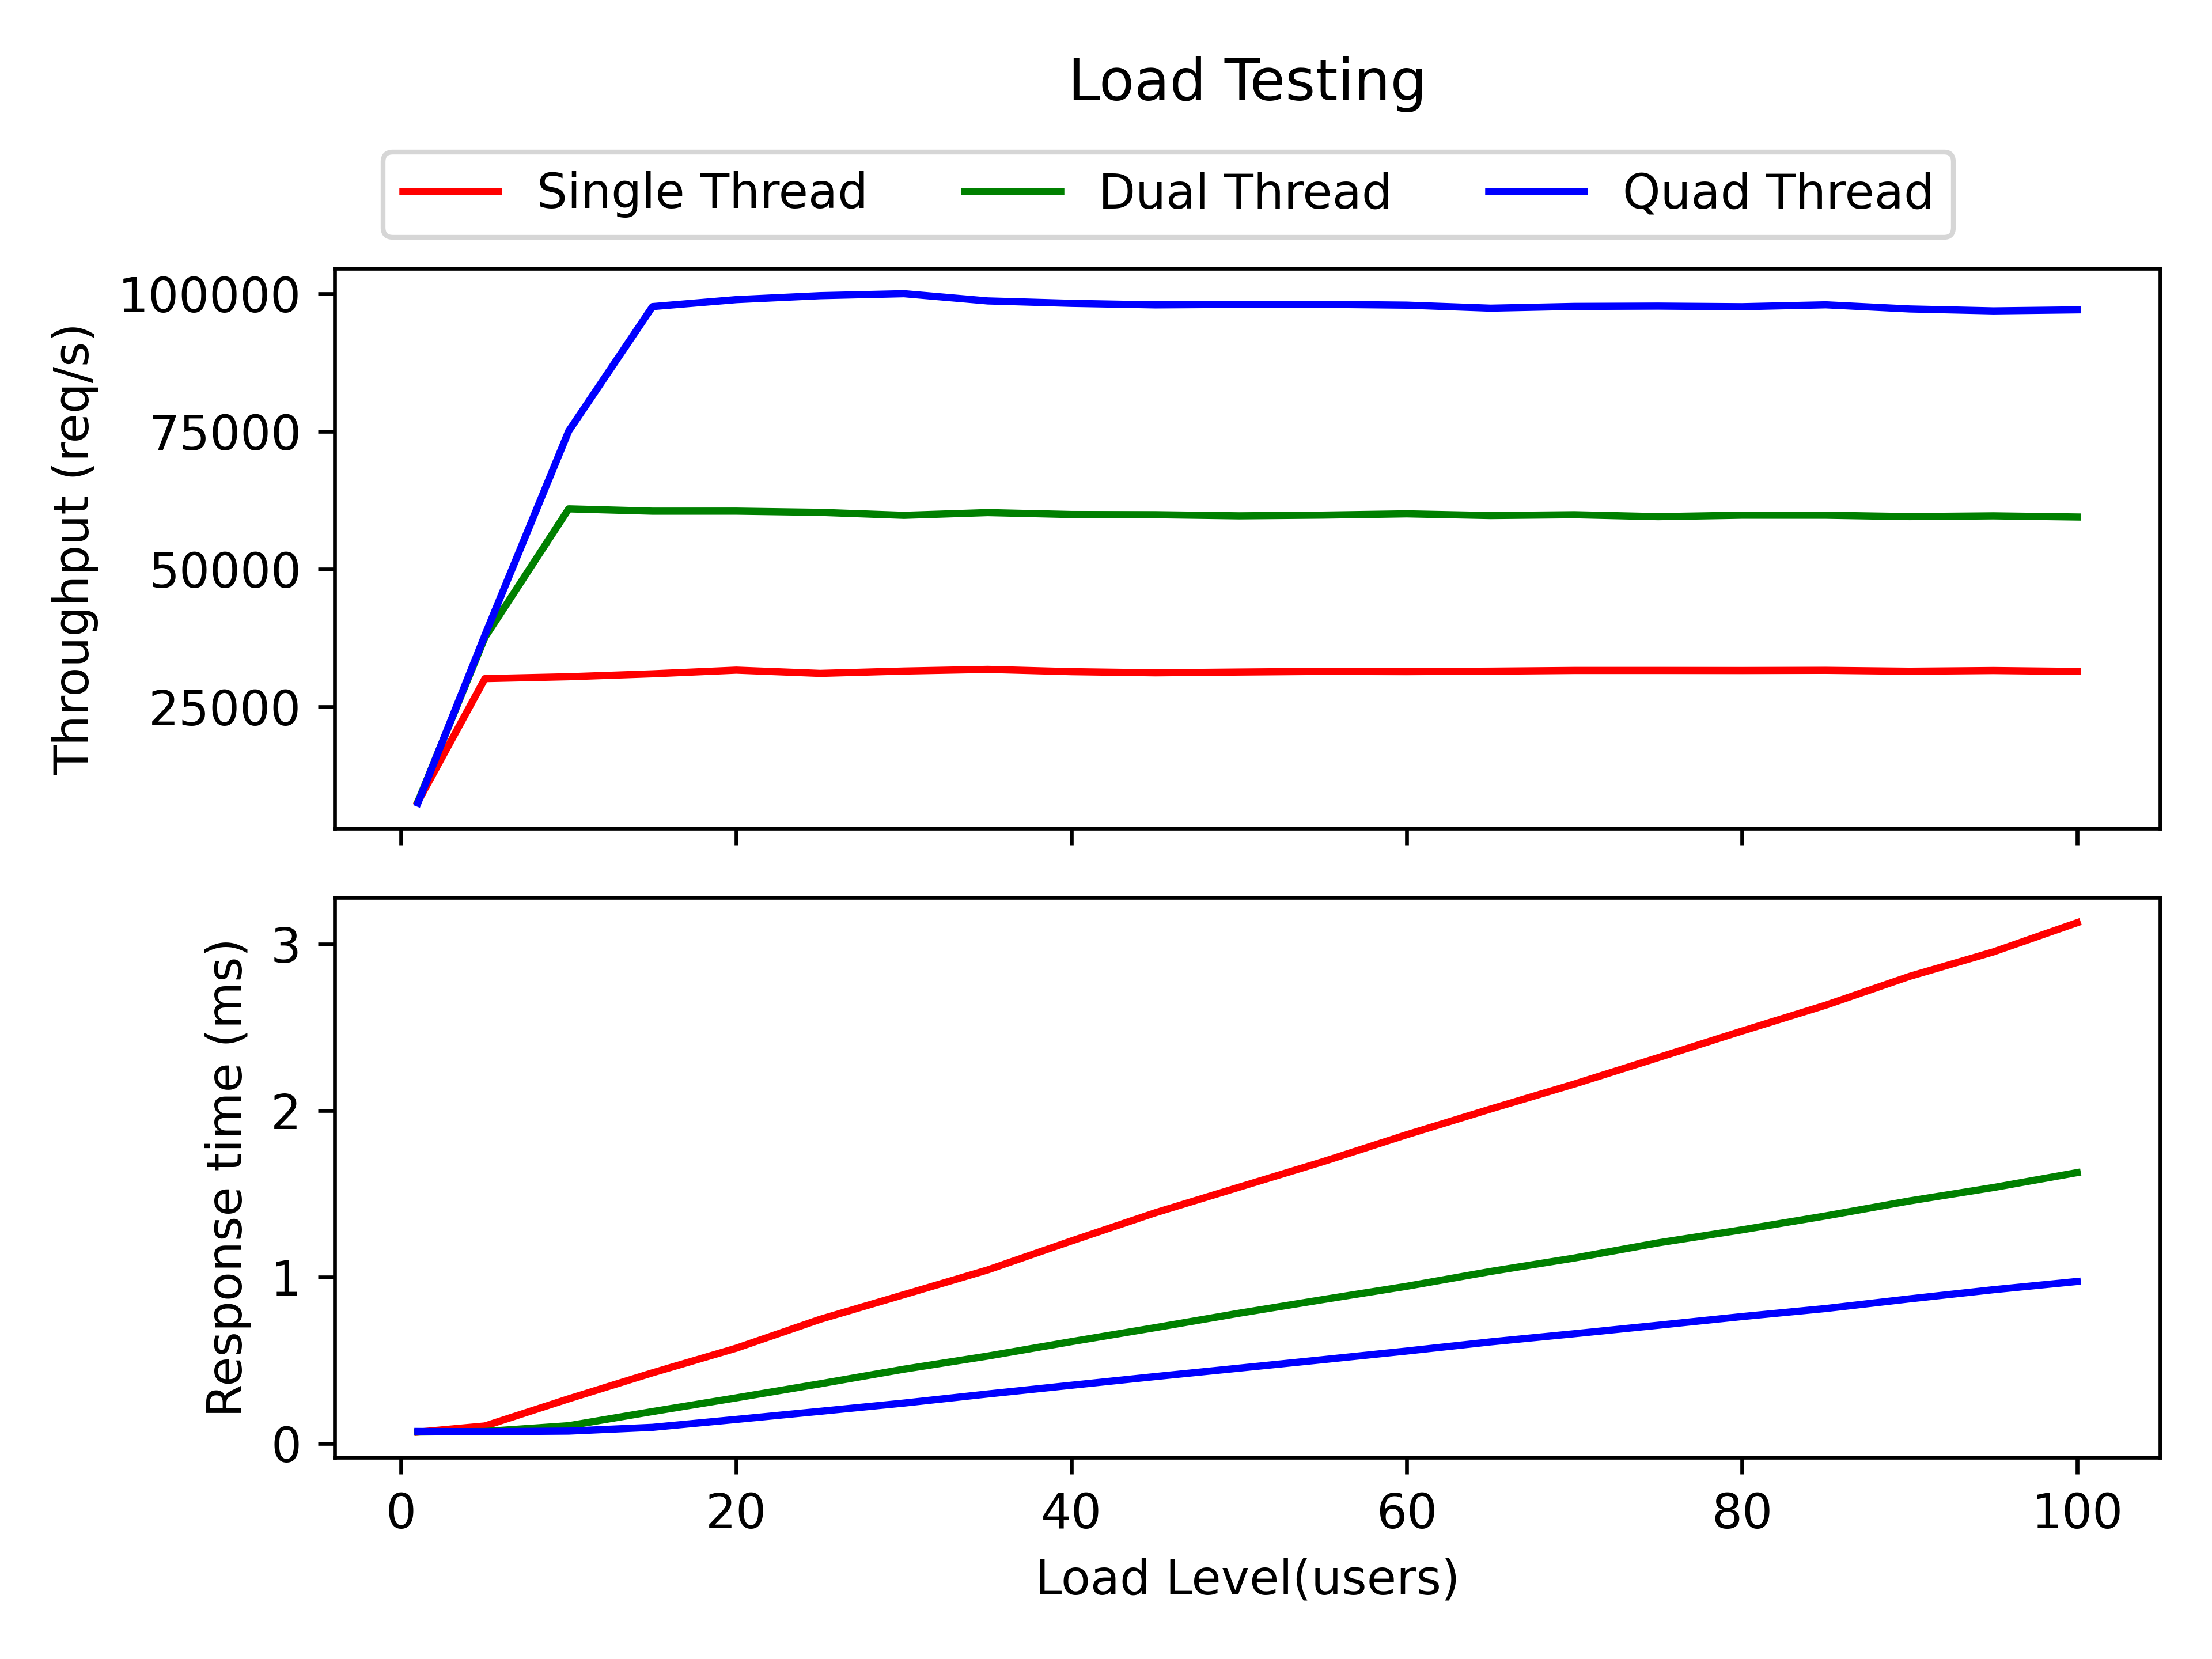 Load Testing
Single Thread Dual Thread Quad Thread
Throughput (req/s)
100000
75000
50000
25000
Response time (ms)
3
2
1
0
0 20 40 60 80 100
Load Level(users)